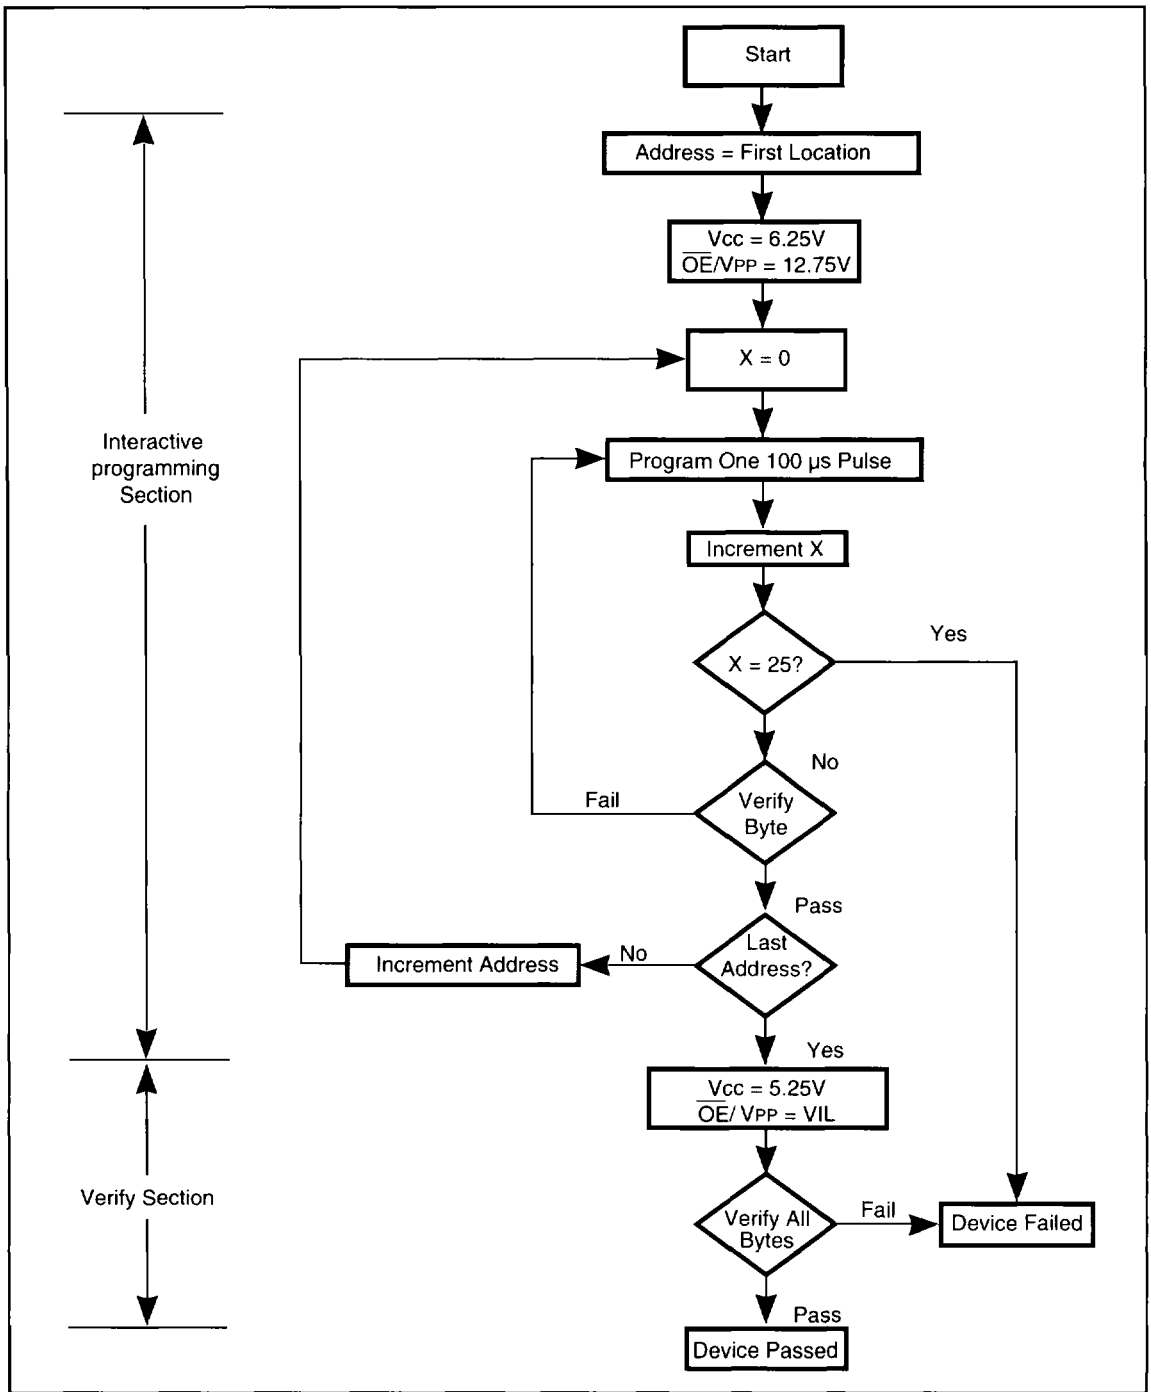 Start
Address = First Location
Vcc = 6.25V
OE/VPP = 12.75V
X = 0
Interactive
programming
Section
Program One 100 µs Pulse
Increment X
X = 25?
Yes
No
Verify
Byte
Fail
Pass
Last
Address?
No
Increment Address
Yes
Vcc = 5.25V
OE/ VPP = VIL
Verify Section
Verify All
Bytes
Fail
Device Failed
Pass
Device Passed